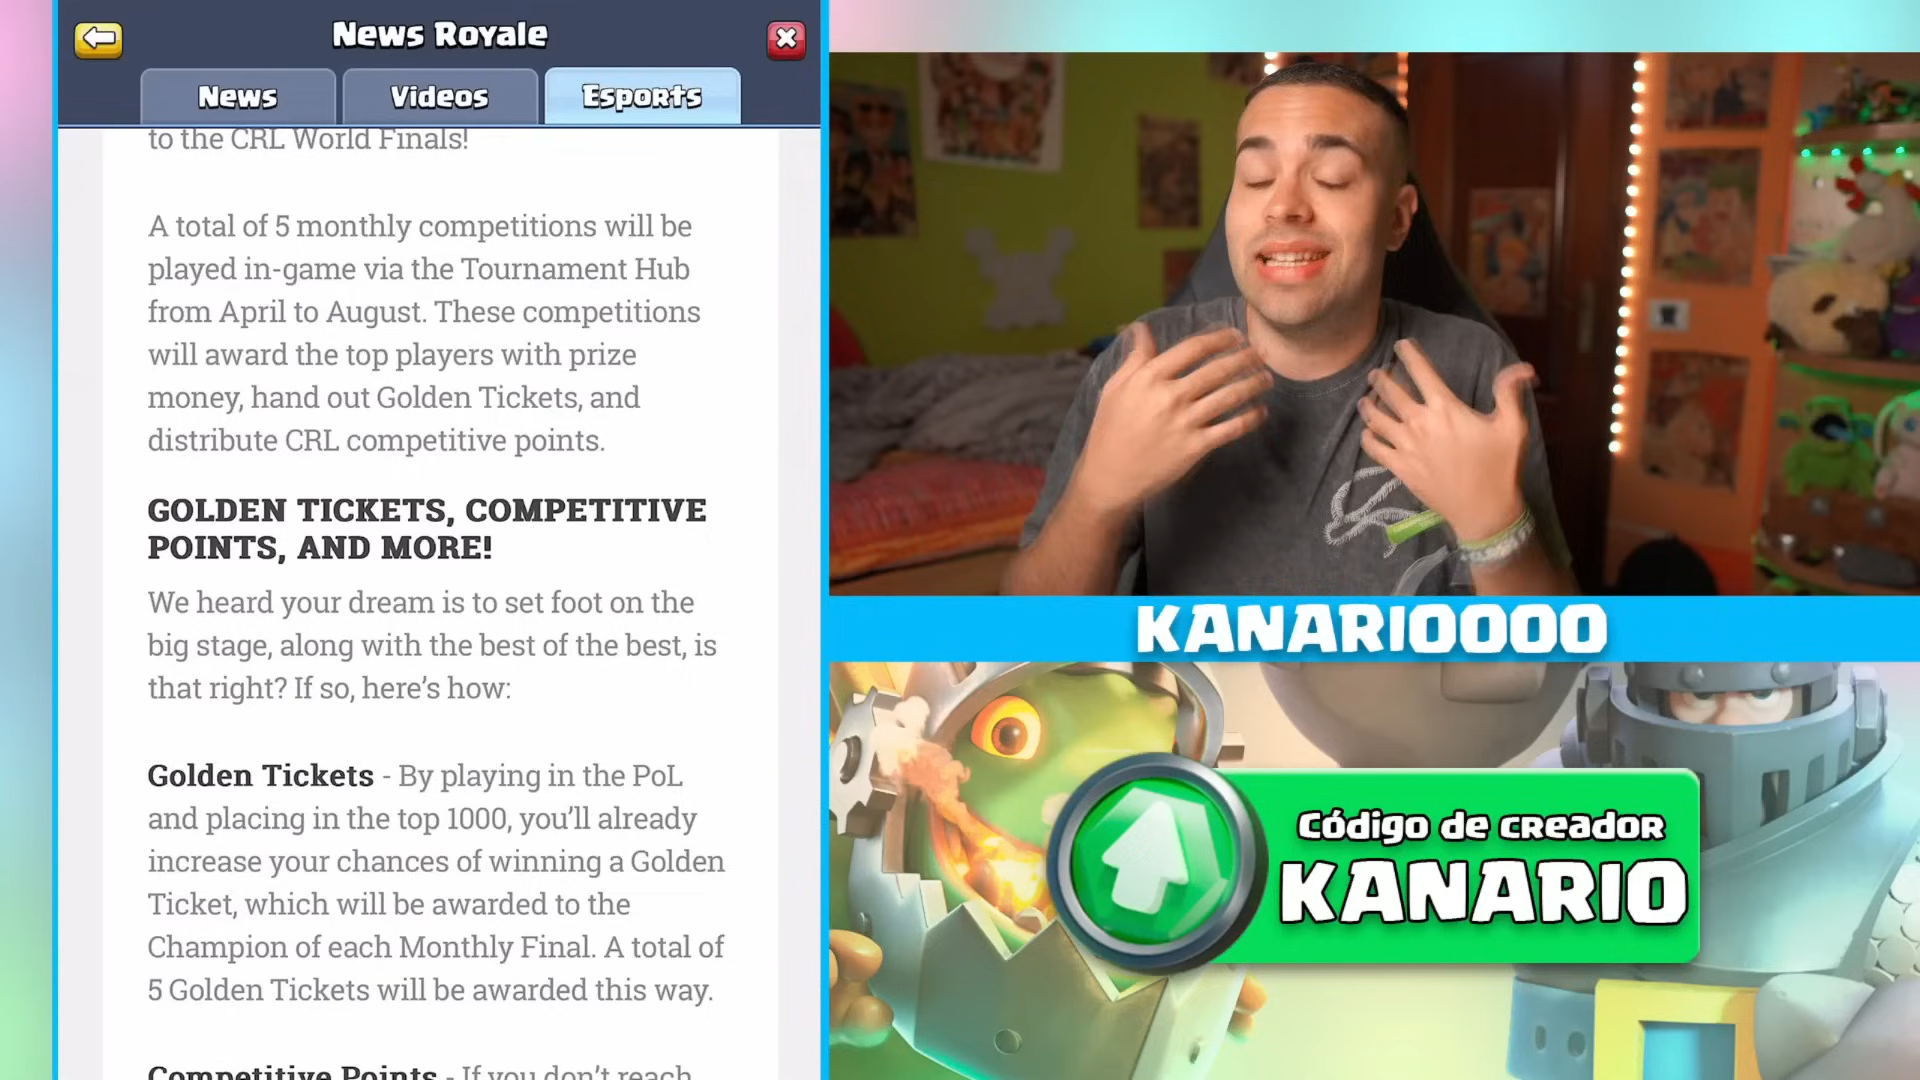 News Royale
News
Videos
Esports
to the CRL World Finals!
A total of 5 monthly competitions will be
played in-game via the Tournament Hub
from April to August. These competitions
will award the top players with prize
money, hand out Golden Tickets, and
distribute CRL competitive points.
GOLDEN TICKETS, COMPETITIVE
POINTS, AND MORE!
We heard your dream is to set foot on the
big stage, along with the best of the best, is
that right? If so, here’s how:
Golden Tickets - By playing in the PoL
and placing in the top 1000, you’ll already
increase your chances of winning a Golden
Ticket, which will be awarded to the
Champion of each Monthly Final. A total of
5 Golden Tickets will be awarded this way.
Competitive Points - If you don’t reach
KANARIOOOO
Código de creador
KANARIO